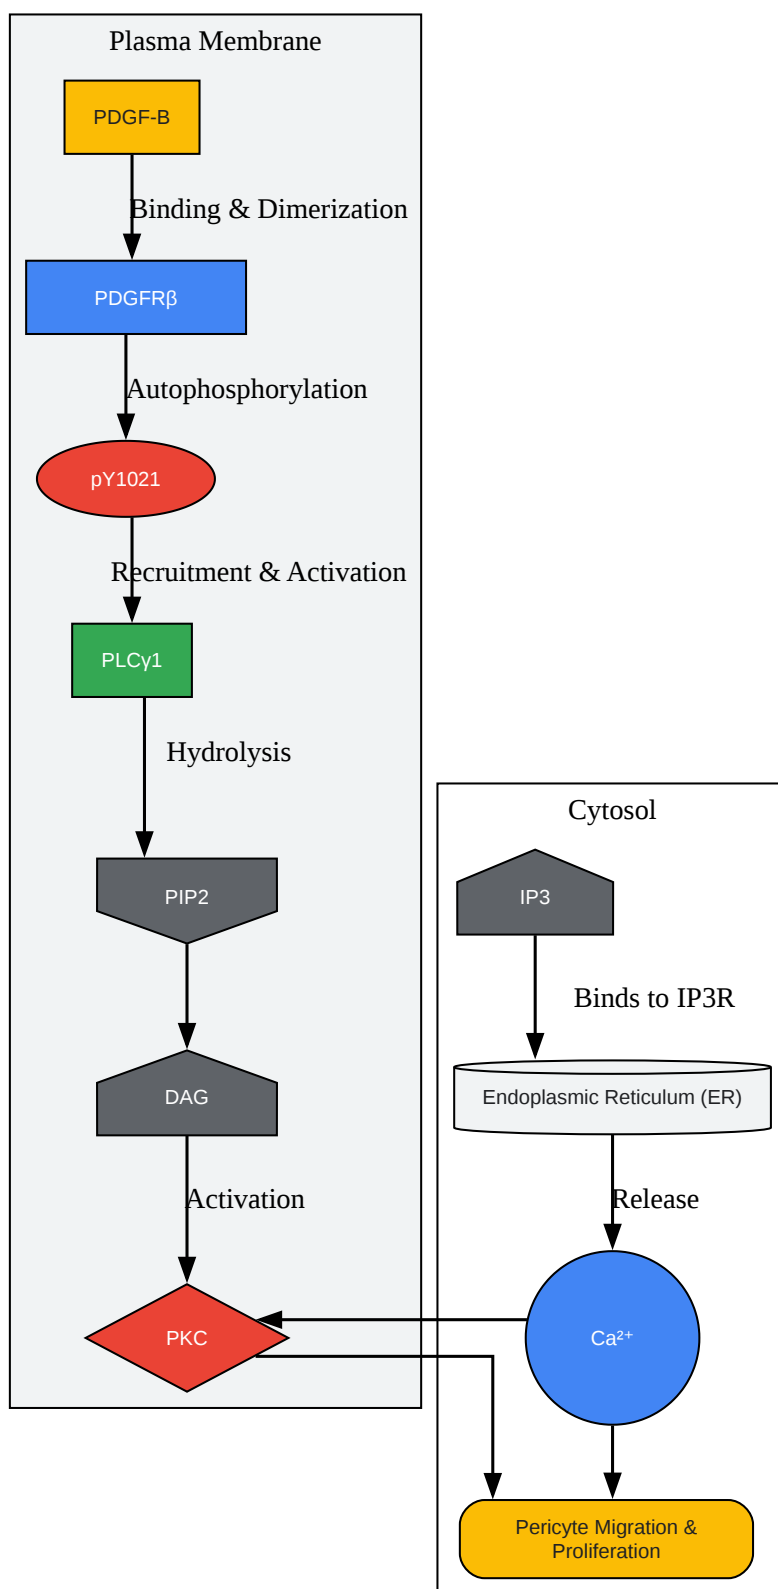 Plasma Membrane
PDGF-B
Binding & Dimerization
PDGFRβ
Autophosphorylation
pY1021
Recruitment & Activation
PLCγ1
Hydrolysis
PIP2
DAG
Activation
PKC
Cytosol
IP3
Binds to IP3R
Endoplasmic Reticulum (ER)
Release
Ca²⁺
Pericyte Migration &
Proliferation